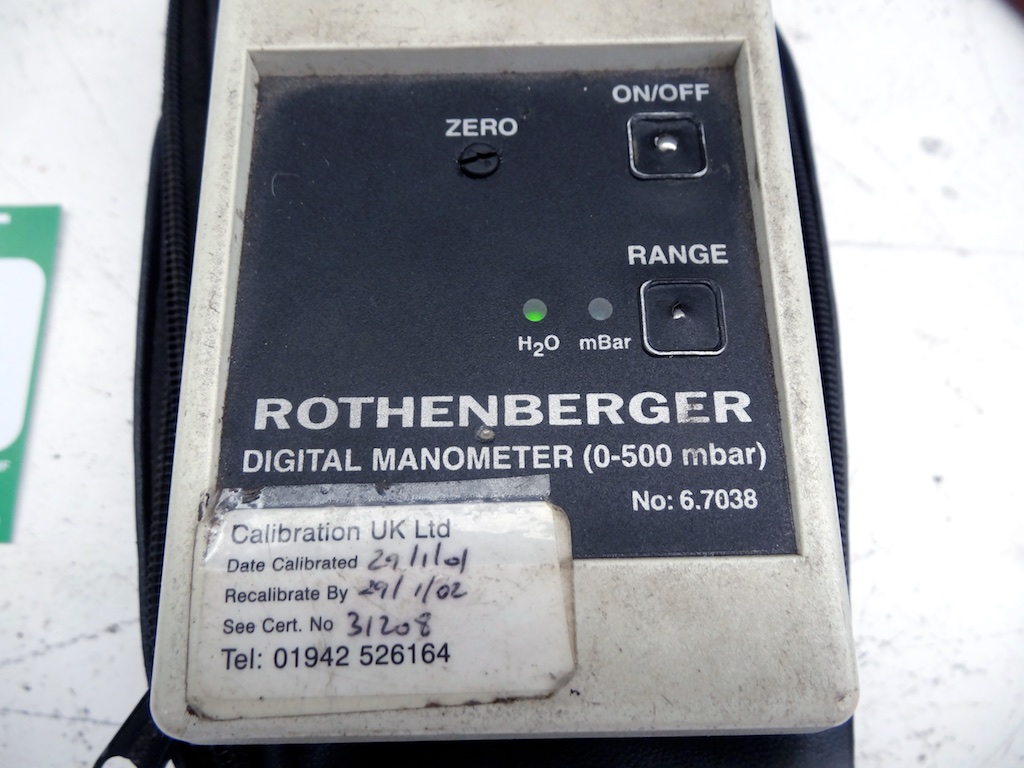 ON/OFF
ZERO
RANGE
H₂O mBar
ROTHENBERGER
DIGITAL MANOMETER (0-500 mbar)
No: 6.7038
Calibration UK Ltd
Date Calibrated 29/1/01
Recalibrate By 29/1/02
See Cert. No 31208
Tel: 01942 526164